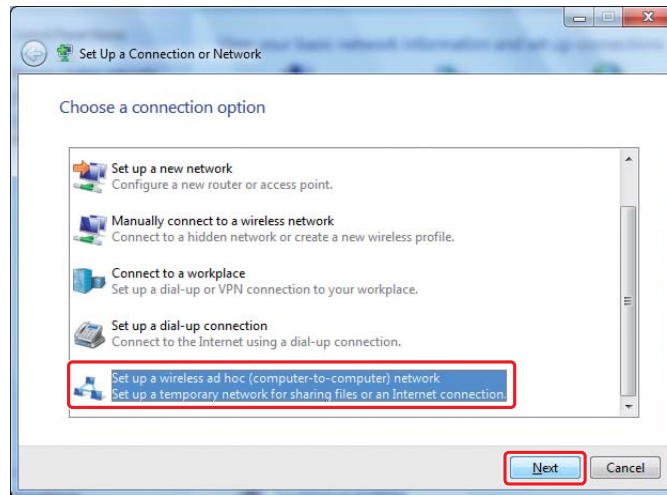 Set Up a Connection or Network
Choose a connection option
Set up a new network
Configure a new router or access point.
Manually connect to a wireless network
Connect to a hidden network or create a new wireless profile.
Connect to a workplace
Set up a dial-up or VPN connection to your workplace.
Set up a dial-up connection
Connect to the Internet using a dial-up connection.
Set up a wireless ad hoc (computer-to-computer) network
Set up a temporary network for sharing files or an Internet connection.
Next Cancel